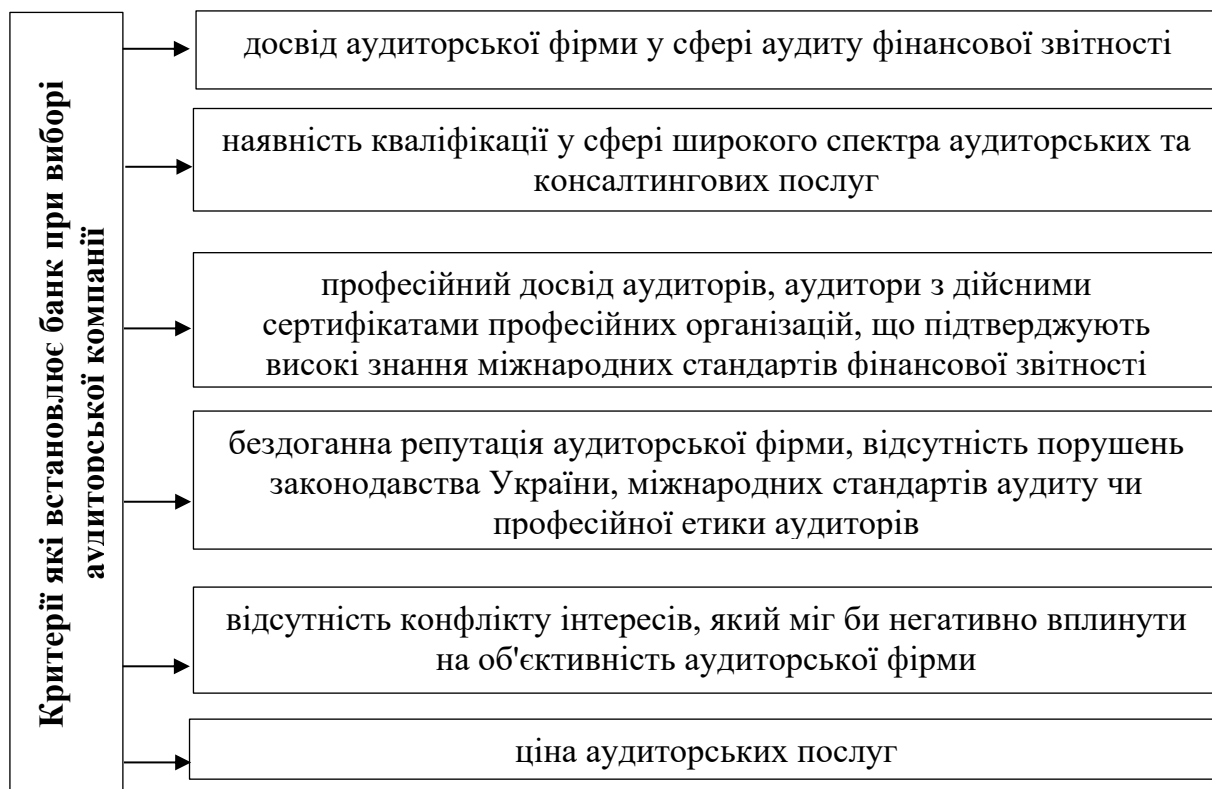 Критерії які встановлює банк при виборі
аудиторської компанії
досвід аудиторської фірми у сфері аудиту фінансової звітності
наявність кваліфікації у сфері широкого спектра аудиторських та
консалтингових послуг
професійний досвід аудиторів, аудитори з дійсними
сертифікатами професійних організацій, що підтверджують
високі знання міжнародних стандартів фінансової звітності
бездоганна репутація аудиторської фірми, відсутність порушень
законодавства України, міжнародних стандартів аудиту чи
професійної етики аудиторів
відсутність конфлікту інтересів, який міг би негативно вплинути
на об'єктивність аудиторської фірми
ціна аудиторських послуг